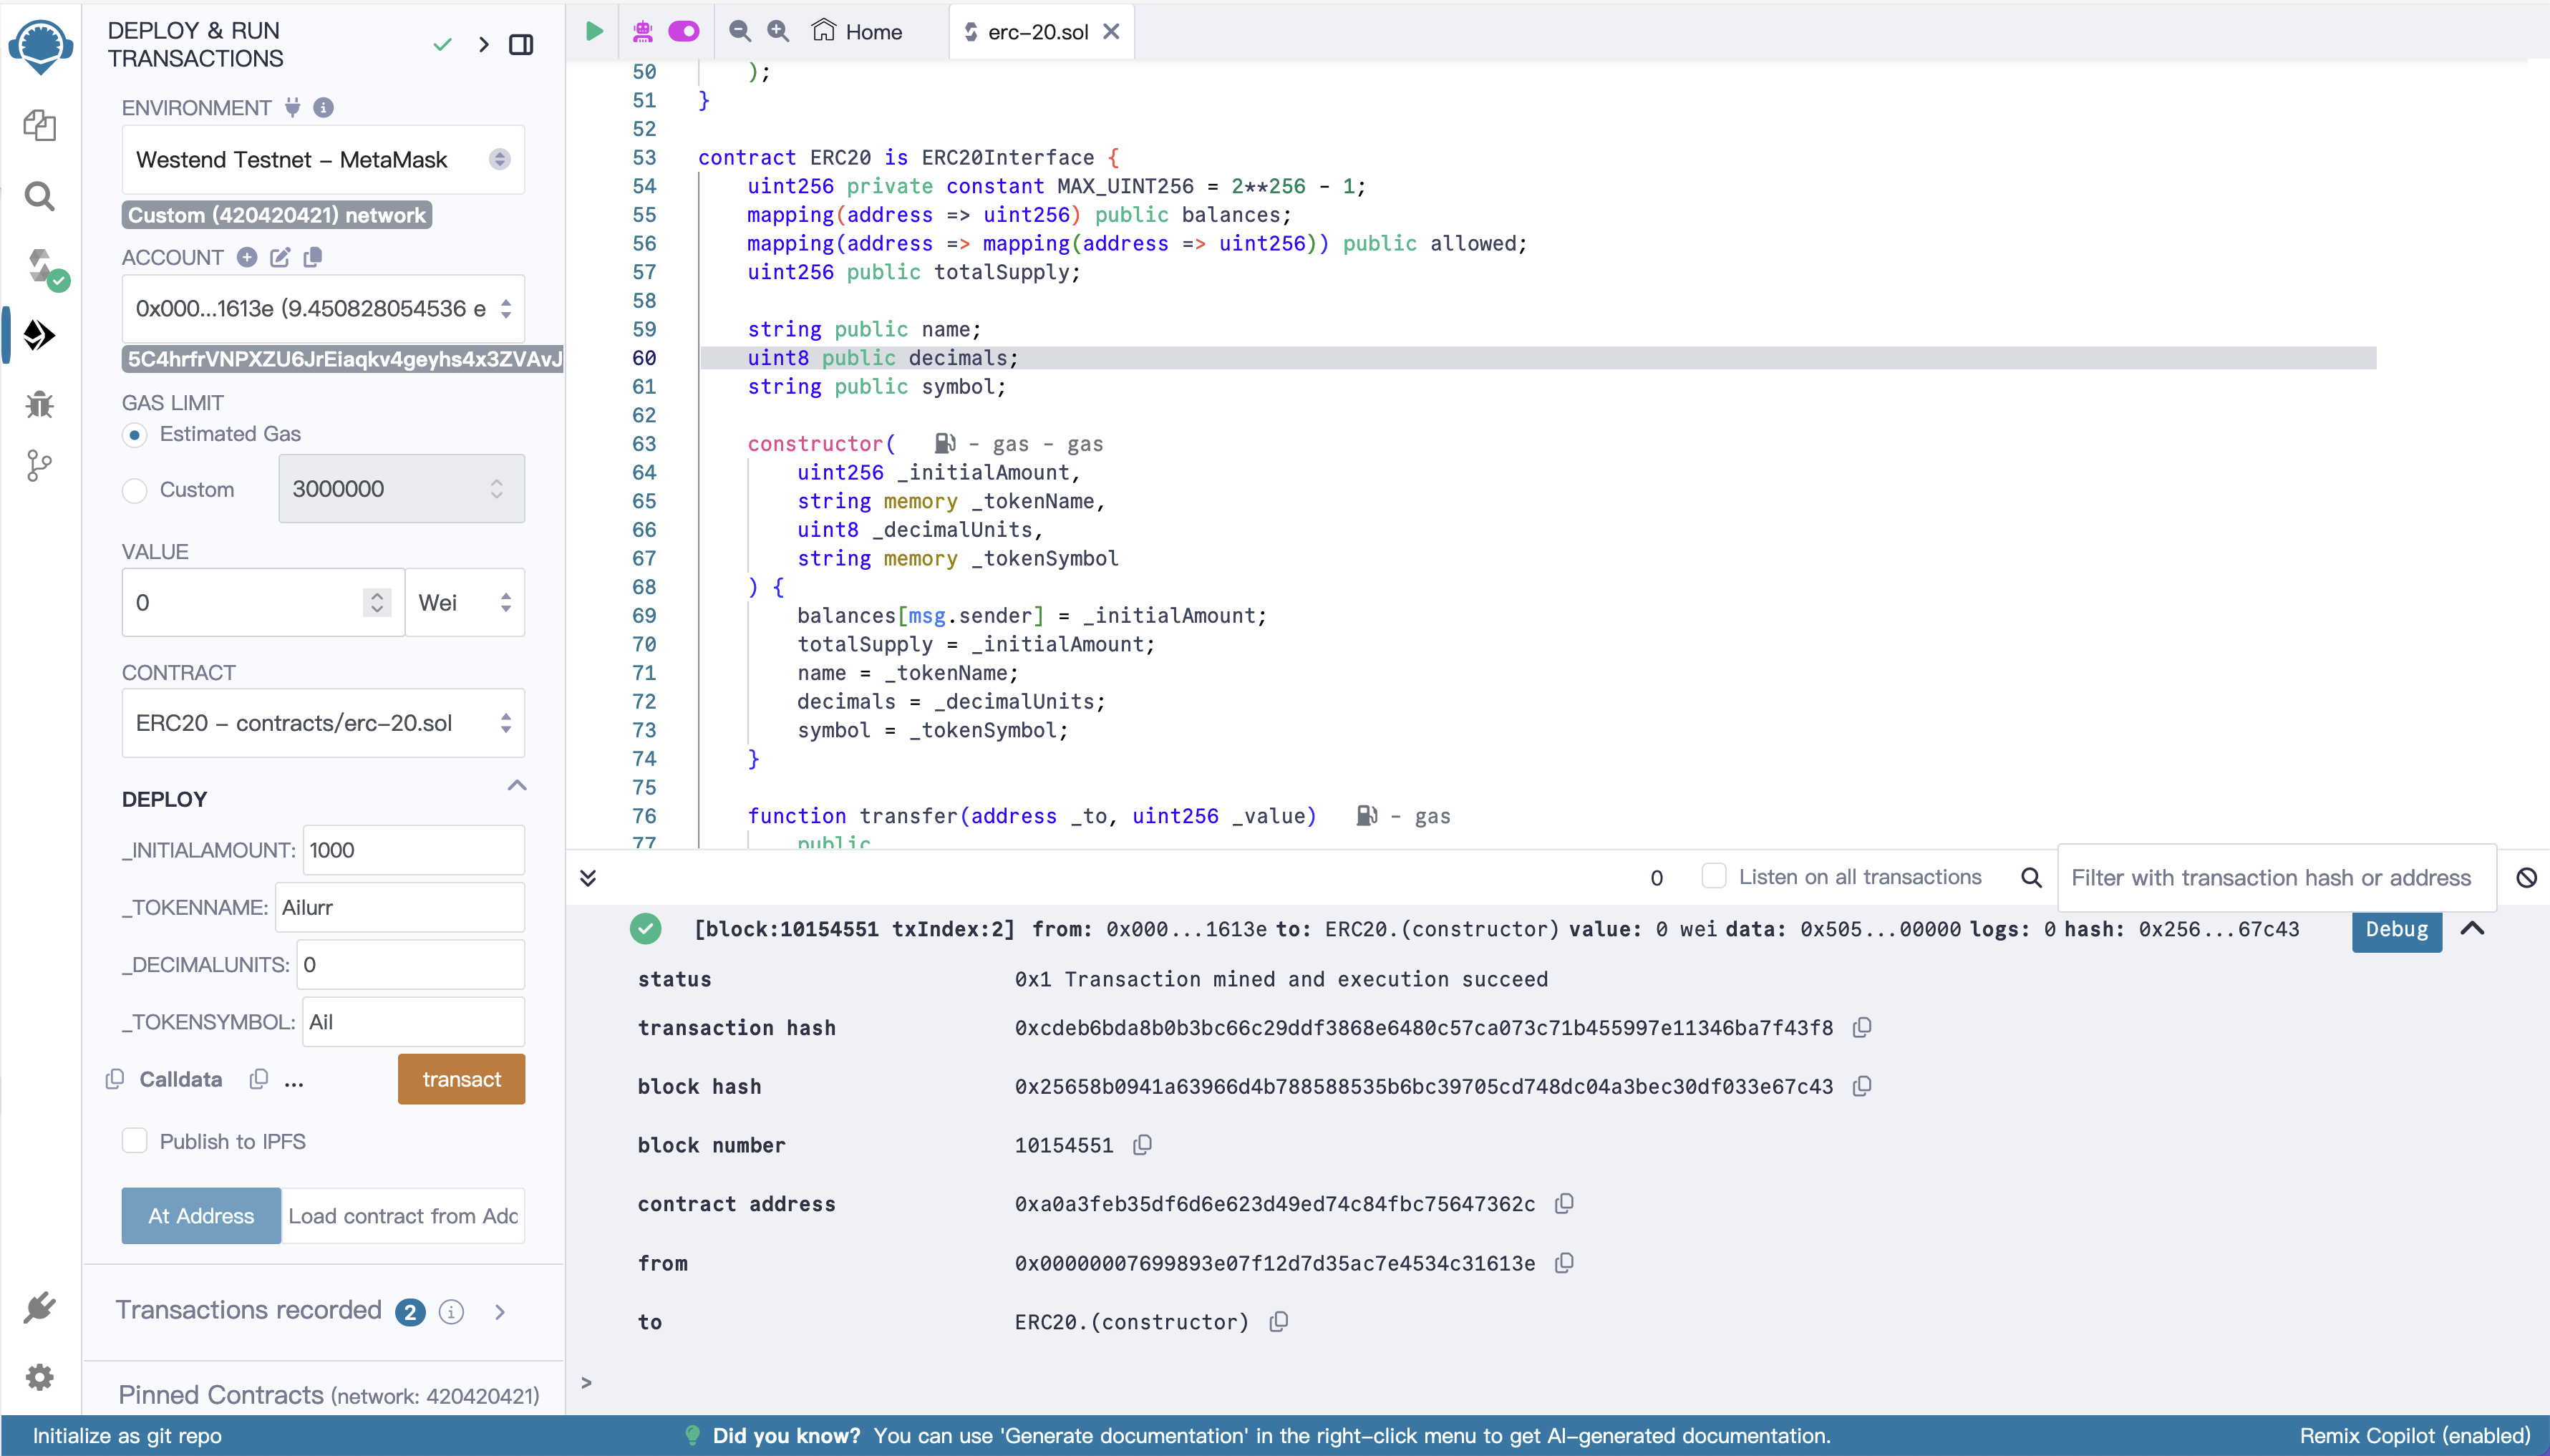 DEPLOY & RUN
TRANSACTIONS
ENVIRONMENT
Westend Testnet - MetaMask
Custom (420420421) network
ACCOUNT
0x000...1613e (9.450828054536 e
5C4hrfrVNPXZU6JrEiaqkv4geyhs4x3ZVAvJ
GAS LIMIT
Estimated Gas
Custom
3000000
VALUE
0
Wei
CONTRACT
ERC20 - contracts/erc-20.sol
DEPLOY
_INITIALAMOUNT: 1000
_TOKENNAME: Ailurr
_DECIMALUNITS: 0
_TOKENSYMBOL: Ail
Calldata ...
transact
Publish to IPFS
At Address
Load contract from Adc
Transactions recorded 2
Pinned Contracts (network: 420420421)
Home
erc-20.sol
50 );
51 }
52
53 contract ERC20 is ERC20Interface {
54 uint256 private constant MAX_UINT256 = 2**256 - 1;
55 mapping(address => uint256) public balances;
56 mapping(address => mapping(address => uint256)) public allowed;
57 uint256 public totalSupply;
58
59 string public name;
60 uint8 public decimals;
61 string public symbol;
62
63 constructor( - gas - gas
64 uint256 _initialAmount,
65 string memory _tokenName,
66 uint8 _decimalUnits,
67 string memory _tokenSymbol
68 ) {
69 balances[msg.sender] = _initialAmount;
70 totalSupply = _initialAmount;
71 name = _tokenName;
72 decimals = _decimalUnits;
73 symbol = _tokenSymbol;
74 }
75
76 function transfer(address _to, uint256 _value) - gas
77 public
0
Listen on all transactions
Filter with transaction hash or address
[block:10154551 txIndex:2] from: 0x000...1613e to: ERC20.(constructor) value: 0 wei data: 0x505...00000 logs: 0 hash: 0x256...67c43
Debug
status 0x1 Transaction mined and execution succeed
transaction hash 0xcdeb6bda8b0b3bc66c29ddf3868e6480c57ca073c71b455997e11346ba7f43f8
block hash 0x25658b0941a63966d4b788588535b6bc39705cd748dc04a3bec30df033e67c43
block number 10154551
contract address 0xa0a3feb35df6d6e623d49ed74c84fbc75647362c
from 0x00000007699893e07f12d7d35ac7e4534c31613e
to ERC20.(constructor)
>
Initialize as git repo
Did you know? You can use 'Generate documentation' in the right-click menu to get AI-generated documentation.
Remix Copilot (enabled)